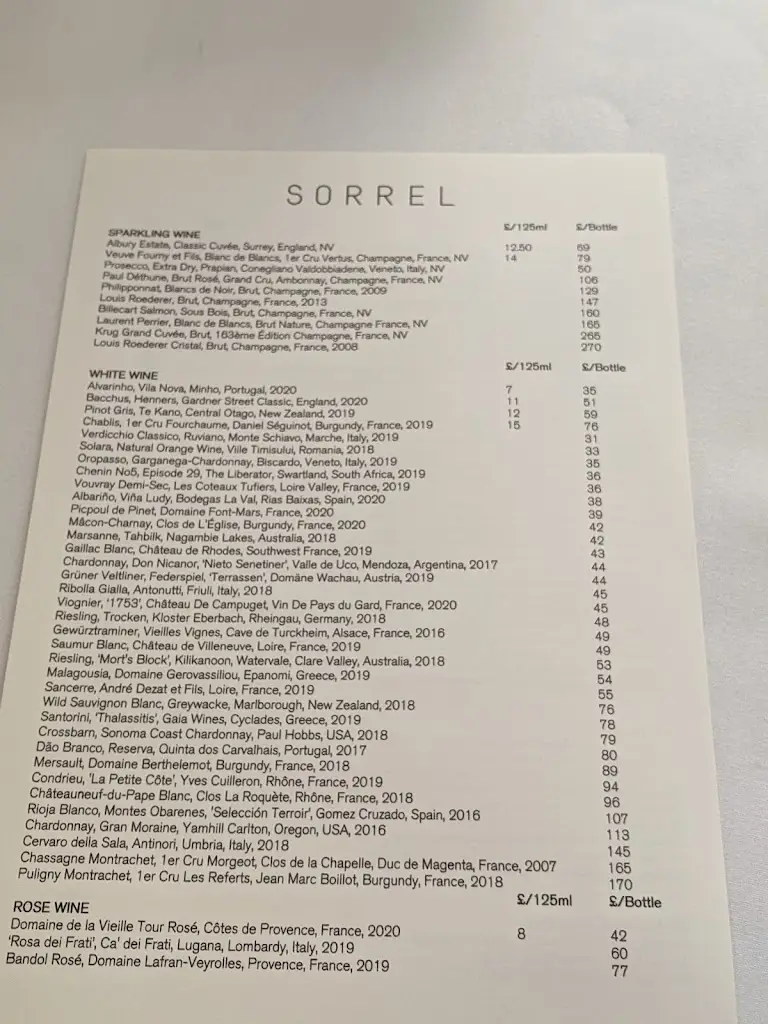 SORREL
SPARKLING WINE £/125ml £/Bottle
Albury Estate, Classic Cuvée, Surrey, England, NV 12.50 69
Veuve Fourny et Fils, Blanc de Blancs, 1er Cru Vertus, Champagne, France, NV 14 79
Prosecco, Extra Dry, Prapian, Conegliano Valdobbiadene, Veneto, Italy, NV 50
Paul Déthune, Brut Rosé, Grand Cru, Ambonnay, Champagne, France, NV 106
Philipponnat, Blancs de Noir, Brut, Champagne, France, 2009 129
Louis Roederer, Brut, Champagne, France, 2013 147
Billecart Salmon, Sous Bois, Brut, Champagne, France, NV 160
Laurent Perrier, Blanc de Blancs, Brut Nature, Champagne France, NV 165
Krug Grand Cuvée, Brut, 163ème Édition Champagne, France, NV 265
Louis Roederer Cristal, Brut, Champagne, France, 2008 270
WHITE WINE £/125ml £/Bottle
Alvarinho, Vila Nova, Minho, Portugal, 2020 7 35
Bacchus, Henners, Gardner Street Classic, England, 2020 11 51
Pinot Gris, Te Kano, Central Otago, New Zealand, 2019 12 59
Chablis, 1er Cru Fourchaume, Daniel Séguinot, Burgundy, France, 2019 15 76
Verdicchio Classico, Ruviano, Monte Schiavo, Marche, Italy, 2019 31
Solara, Natural Orange Wine, Viile Timisului, Romania, 2018 33
Oropasso, Garganega-Chardonnay, Biscardo, Veneto, Italy, 2019 35
Chenin No5, Episode 29, The Liberator, Swartland, South Africa, 2019 36
Vouvray Demi-Sec, Les Coteaux Tufiers, Loire Valley, France, 2019 36
Albariño, Viña Ludy, Bodegas La Val, Rias Baixas, Spain, 2020 38
Picpoul de Pinet, Domaine Font-Mars, France, 2020 39
Mâcon-Charnay, Clos de L'Église, Burgundy, France, 2020 42
Marsanne, Tahbilk, Nagambie Lakes, Australia, 2018 42
Gaillac Blanc, Château de Rhodes, Southwest France, 2019 43
Chardonnay, Don Nicanor, 'Nieto Senetiner', Valle de Uco, Mendoza, Argentina, 2017 44
Grüner Veltliner, Federspiel, 'Terrassen', Domäne Wachau, Austria, 2019 44
Ribolla Gialla, Antonutti, Friuli, Italy, 2018 45
Viognier, '1753', Château De Campuget, Vin De Pays du Gard, France, 2020 45
Riesling, Trocken, Kloster Eberbach, Rheingau, Germany, 2018 48
Gewürztraminer, Vieilles Vignes, Cave de Turckheim, Alsace, France, 2016 49
Saumur Blanc, Château de Villeneuve, Loire, France, 2019 49
Riesling, 'Mort's Block', Kilikanoon, Watervale, Clare Valley, Australia, 2018 53
Malagousia, Domaine Gerovassiliou, Epanomi, Greece, 2019 54
Sancerre, André Dezat et Fils, Loire, France, 2019 55
Wild Sauvignon Blanc, Greywacke, Marlborough, New Zealand, 2018 76
Santorini, 'Thalassitis', Gaia Wines, Cyclades, Greece, 2019 78
Crossbarn, Sonoma Coast Chardonnay, Paul Hobbs, USA, 2018 79
Dão Branco, Reserva, Quinta dos Carvalhais, Portugal, 2017 80
Mersault, Domaine Berthelemot, Burgundy, France, 2018 89
Condrieu, 'La Petite Côte', Yves Cuilleron, Rhône, France, 2019 94
Châteauneuf-du-Pape Blanc, Clos La Roquète, Rhône, France, 2018 96
Rioja Blanco, Montes Obarenes, 'Selección Terroir', Gomez Cruzado, Spain, 2016 107
Chardonnay, Gran Moraine, Yamhill Carlton, Oregon, USA, 2016 113
Cervaro della Sala, Antinori, Umbria, Italy, 2018 145
Chassagne Montrachet, 1er Cru Morgeot, Clos de la Chapelle, Duc de Magenta, France, 2007 165
Puligny Montrachet, 1er Cru Les Referts, Jean Marc Boillot, Burgundy, France, 2018 170
ROSE WINE £/125ml £/Bottle
Domaine de la Vieille Tour Rosé, Côtes de Provence, France, 2020 8 42
'Rosa dei Frati', Ca' dei Frati, Lugana, Lombardy, Italy, 2019 60
Bandol Rosé, Domaine Lafran-Veyrolles, Provence, France, 2019 77